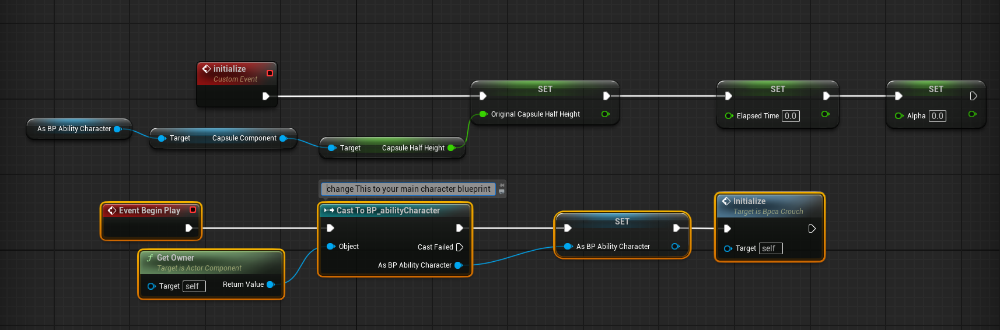 initialize
Custom Event
SET
Original Capsule Half Height
SET
Elapsed Time 0.0
SET
Alpha 0.0
As BP Ability Character
Target Capsule Component
Target Capsule Half Height
change This to your main character blueprint
Event Begin Play
Get Owner
Target is Actor Component
Target self Return Value
Cast To BP_abilityCharacter
Object
Cast Failed
As BP Ability Character
SET
As BP Ability Character
Initialize
Target is Bpca Crouch
Target self